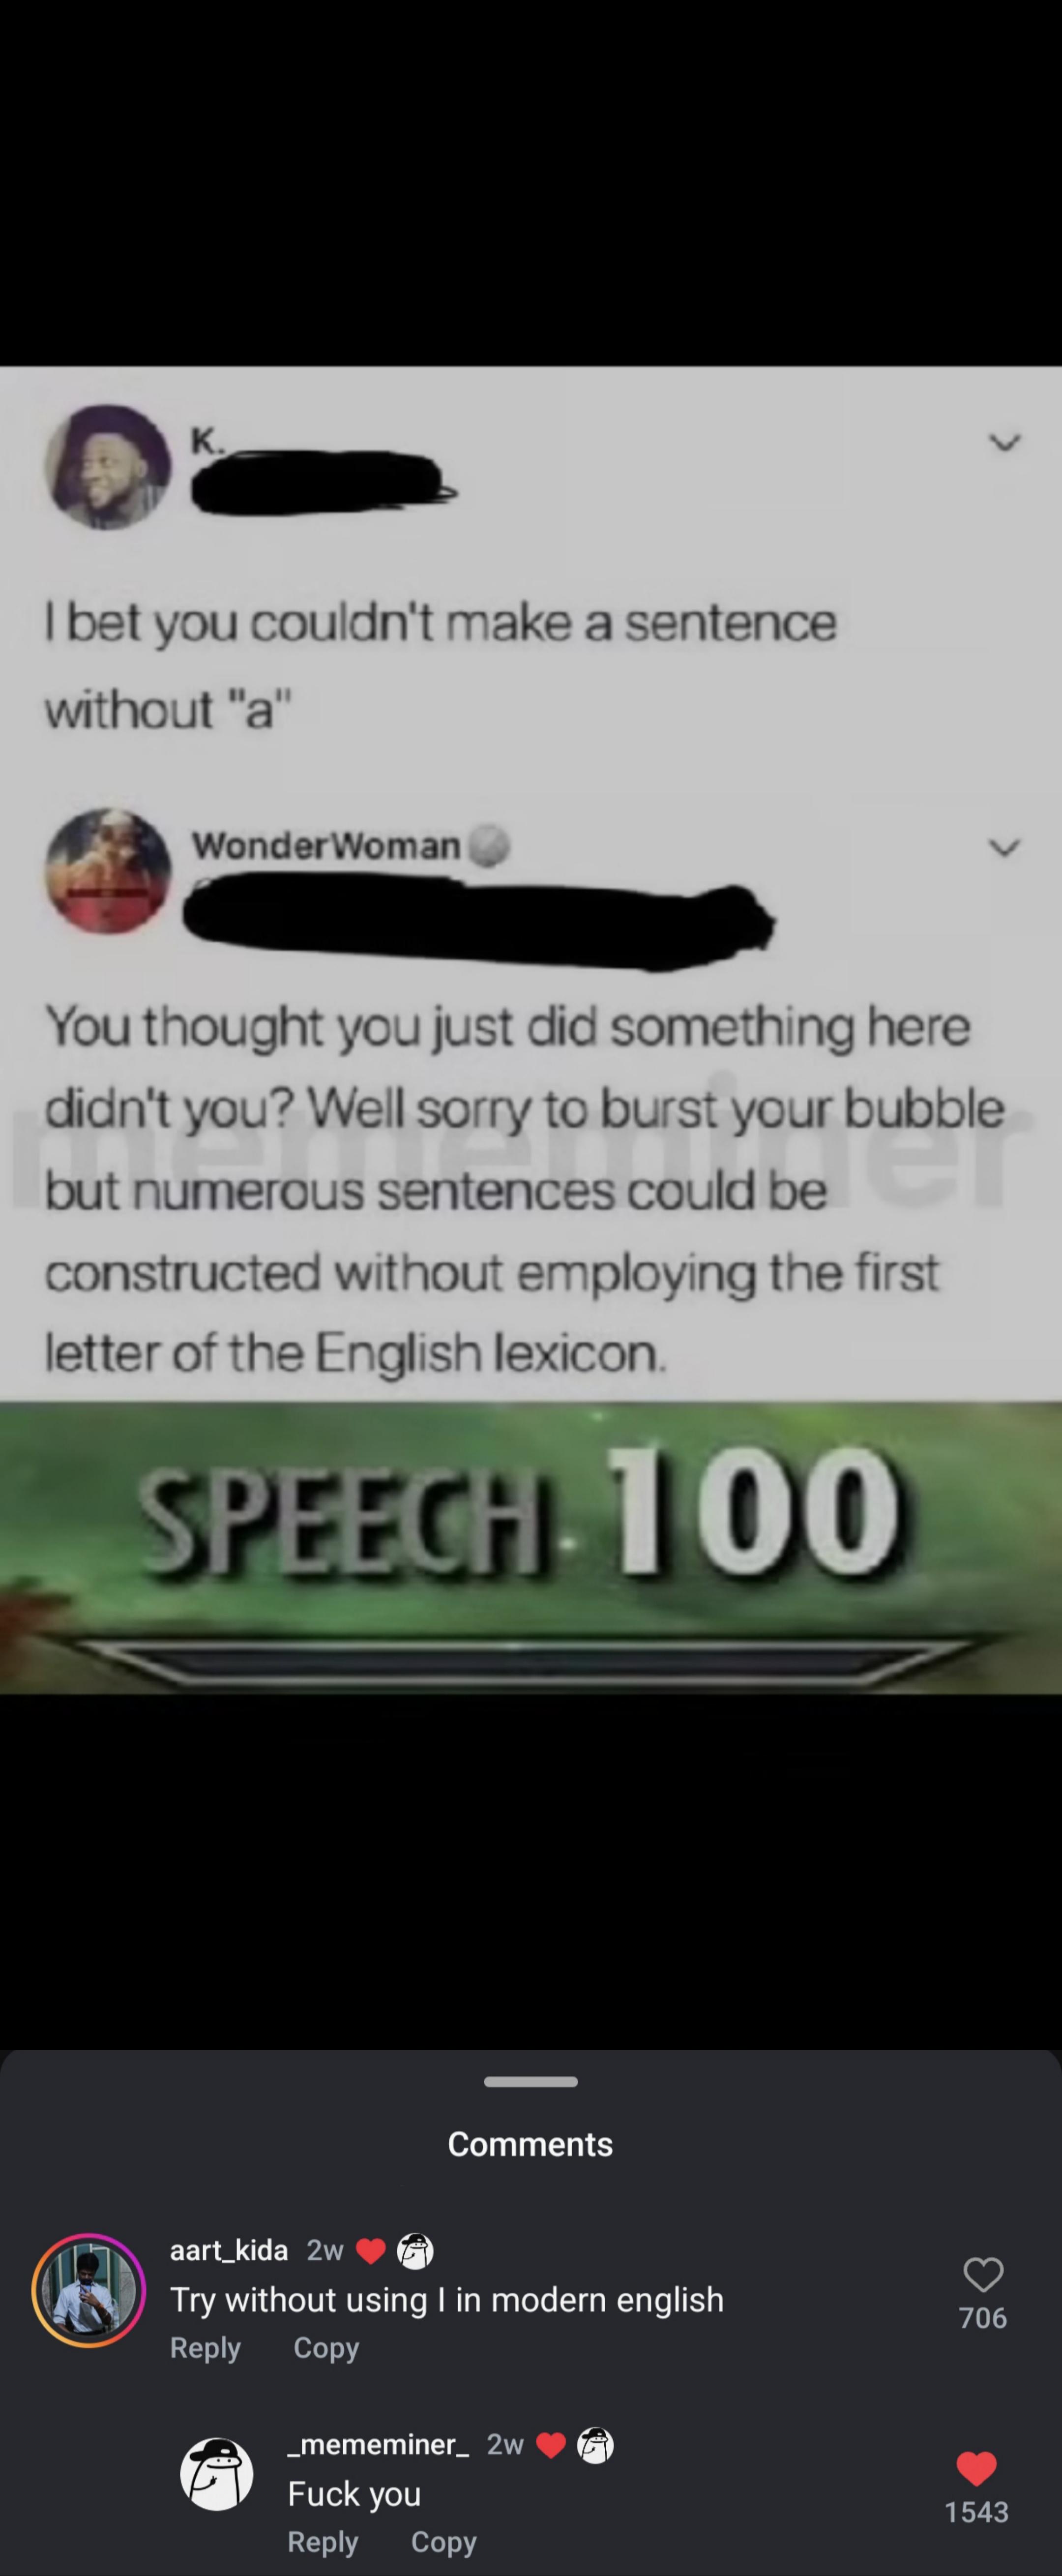 K.
I bet you couldn't make a sentence
without "a"
WonderWoman
You thought you just did something here
didn't you? Well sorry to burst your bubble
but numerous sentences could be
constructed without employing the first
letter of the English lexicon.
mememiner
SPEECH 100
Comments
aart_kida 2w
Try without using I in modern english
706
Reply Copy
_mememiner_ 2w
Fuck you
1543
Reply Copy